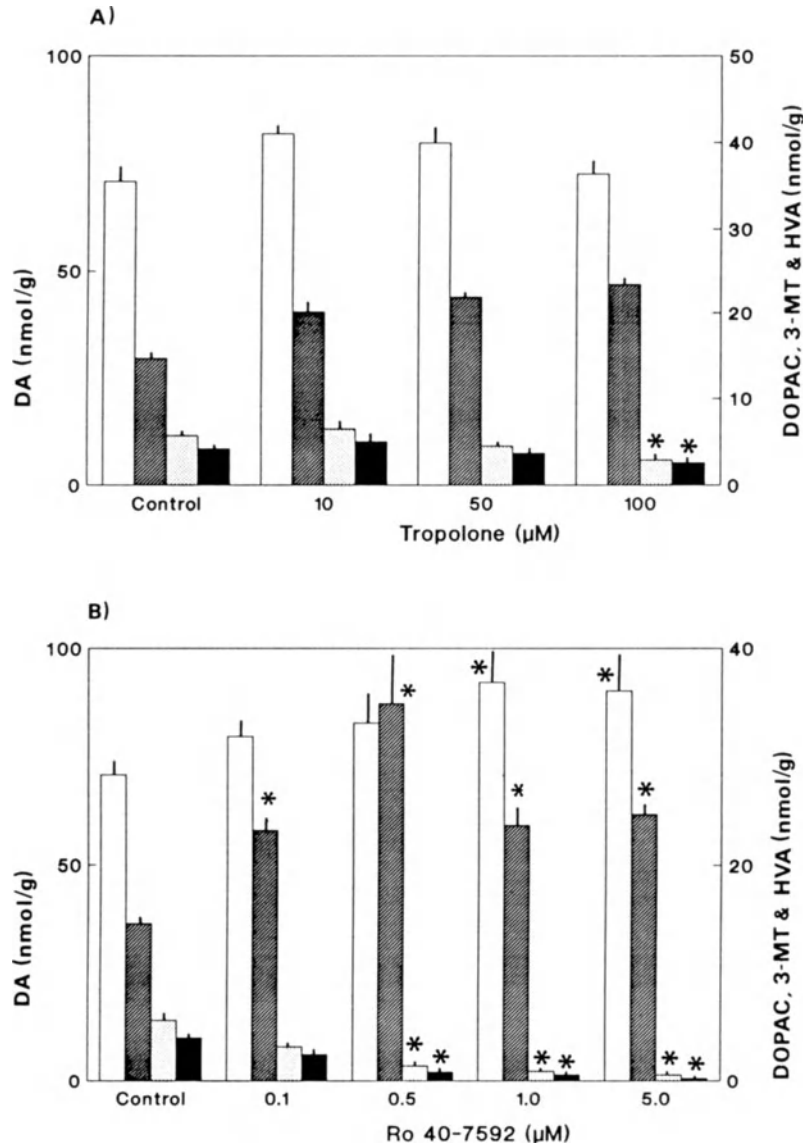 A)
100
50
0
DA (nmol/g)
50
40
30
20
10
0
DOPAC, 3-MT & HVA (nmol/g)
* *
Control 10 50 100
Tropolone (µM)
B)
100
50
0
DA (nmol/g)
40
20
0
DOPAC, 3-MT & HVA (nmol/g)
* * * * * *
* * * * * *
Control 0.1 0.5 1.0 5.0
Ro 40-7592 (µM)